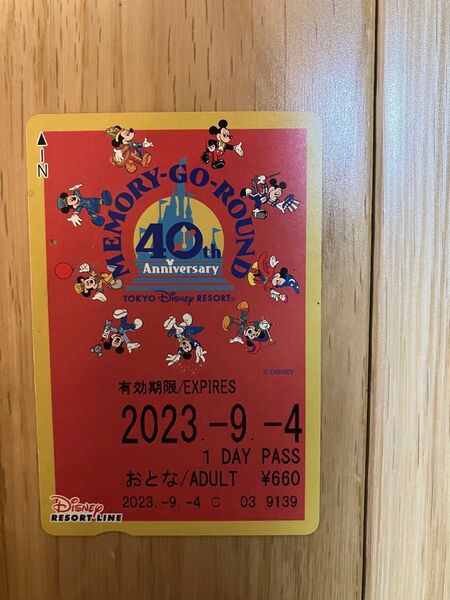 IN
MEMORY-GO-ROUND
40th
Anniversary
TOKYO Disney RESORT®
© DISNEY
有効期限/EXPIRES
2023.-9.-4
1 DAY PASS
おとな/ADULT ¥660
2023.-9.-4 C 03 9139
Disney
RESORT LINE